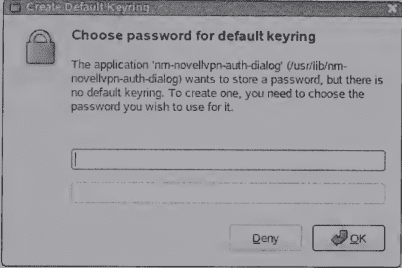 Create Default Keyring
Choose password for default keyring
The application 'nm-novellvpn-auth-dialog' (/usr/lib/nm-
novellvpn-auth-dialog) wants to store a password, but there is
no default keyring. To create one, you need to choose the
password you wish to use for it.
Deny
OK